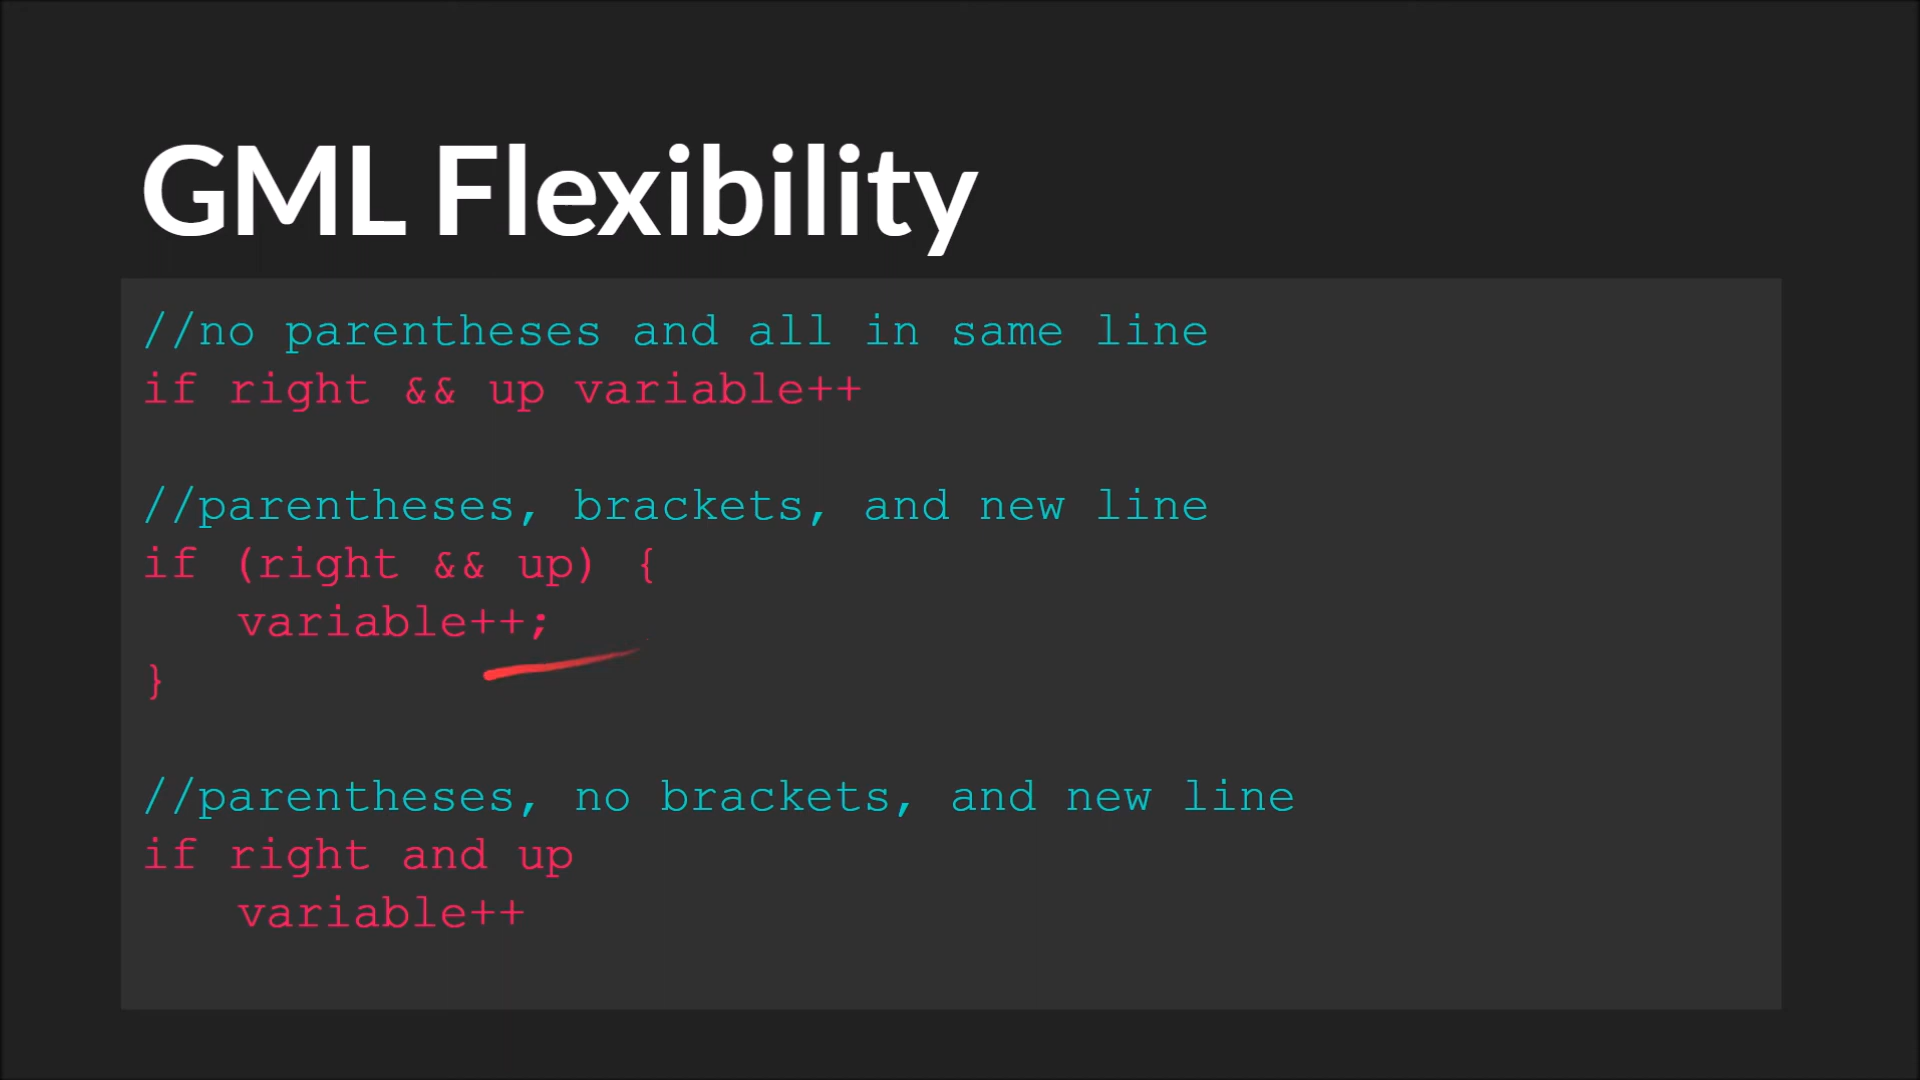 GML Flexibility
//no parentheses and all in same line
if right && up variable++
//parentheses, brackets, and new line
if (right && up) {
variable++;
}
//parentheses, no brackets, and new line
if right and up
variable++